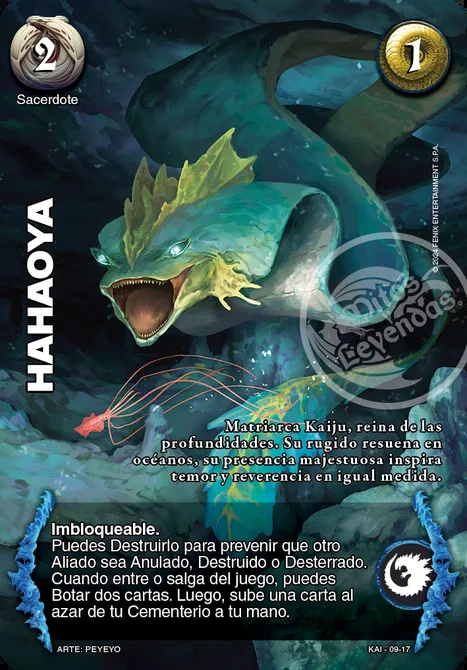 2
1
Sacerdote
HAHAOYA
© 2024 FENIX ENTERTAINMENT S.P.A.
Mitos
Leyendas
Matriarca Kaiju, reina de las
profundidades. Su rugido resuena en
océanos, su presencia majestuosa inspira
temor y reverencia en igual medida.
Imbloqueable.
Puedes Destruirlo para prevenir que otro
Aliado sea Anulado, Destruido o Desterrado.
Cuando entre o salga del juego, puedes
Botar dos cartas. Luego, sube una carta al
azar de tu Cementerio a tu mano.
ARTE: PEYEYO
KAI - 09-17